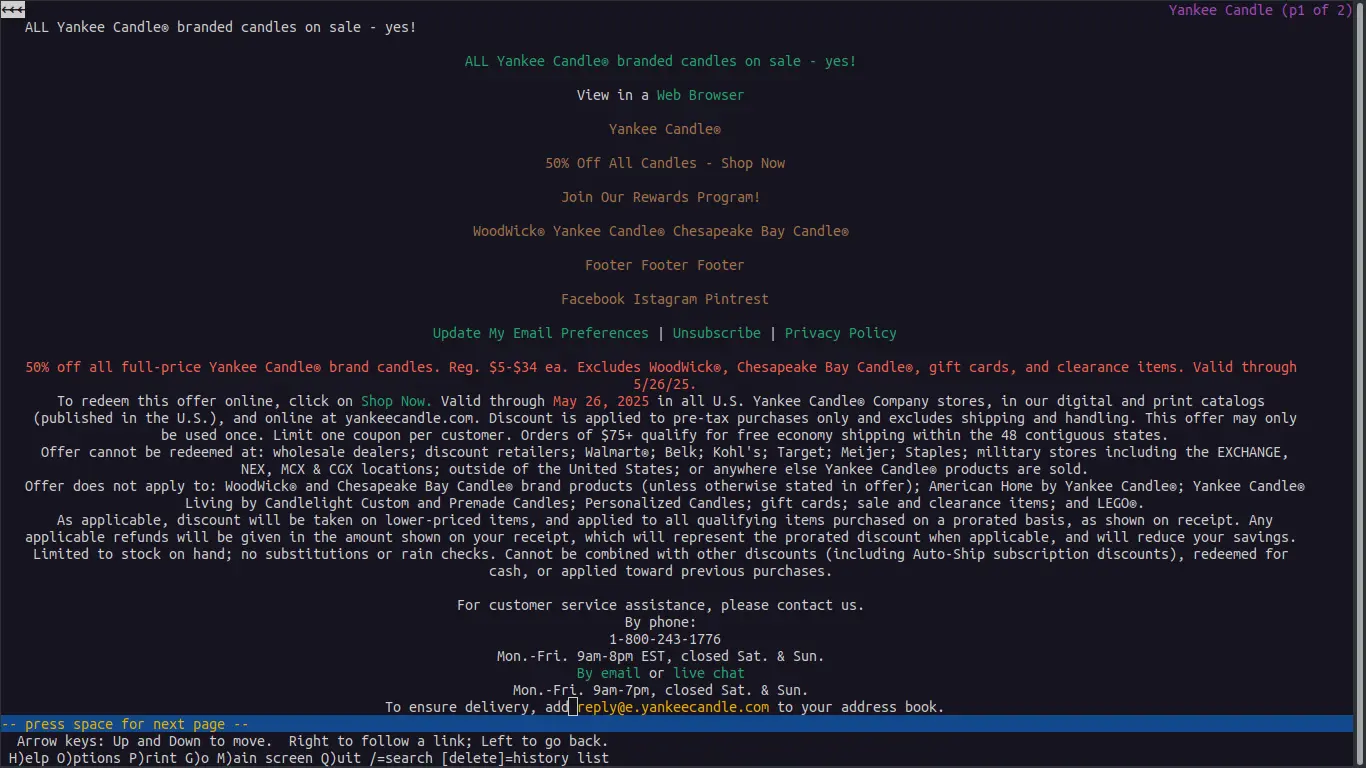 ←←←
Yankee Candle (p1 of 2)
ALL Yankee Candle® branded candles on sale - yes!
ALL Yankee Candle® branded candles on sale - yes!
View in a Web Browser
Yankee Candle®
50% Off All Candles - Shop Now
Join Our Rewards Program!
WoodWick® Yankee Candle® Chesapeake Bay Candle®
Footer Footer Footer
Facebook Istagram Pintrest
Update My Email Preferences | Unsubscribe | Privacy Policy
50% off all full-price Yankee Candle® brand candles. Reg. $5-$34 ea. Excludes WoodWick®, Chesapeake Bay Candle®, gift cards, and clearance items. Valid through
5/26/25.
To redeem this offer online, click on Shop Now. Valid through May 26, 2025 in all U.S. Yankee Candle® Company stores, in our digital and print catalogs
(published in the U.S.), and online at yankeecandle.com. Discount is applied to pre-tax purchases only and excludes shipping and handling. This offer may only
be used once. Limit one coupon per customer. Orders of $75+ qualify for free economy shipping within the 48 contiguous states.
Offer cannot be redeemed at: wholesale dealers; discount retailers; Walmart®; Belk; Kohl's; Target; Meijer; Staples; military stores including the EXCHANGE,
NEX, MCX & CGX locations; outside of the United States; or anywhere else Yankee Candle® products are sold.
Offer does not apply to: WoodWick® and Chesapeake Bay Candle® brand products (unless otherwise stated in offer); American Home by Yankee Candle®; Yankee Candle®
Living by Candlelight Custom and Premade Candles; Personalized Candles; gift cards; sale and clearance items; and LEGO®.
As applicable, discount will be taken on lower-priced items, and applied to all qualifying items purchased on a prorated basis, as shown on receipt. Any
applicable refunds will be given in the amount shown on your receipt, which will represent the prorated discount when applicable, and will reduce your savings.
Limited to stock on hand; no substitutions or rain checks. Cannot be combined with other discounts (including Auto-Ship subscription discounts), redeemed for
cash, or applied toward previous purchases.
For customer service assistance, please contact us.
By phone:
1-800-243-1776
Mon.-Fri. 9am-8pm EST, closed Sat. & Sun.
By email or live chat
Mon.-Fri. 9am-7pm, closed Sat. & Sun.
To ensure delivery, add reply@e.yankeecandle.com to your address book.
-- press space for next page --
Arrow keys: Up and Down to move.  Right to follow a link; Left to go back.
H)elp O)ptions P)rint G)o M)ain screen Q)uit /=search [delete]=history list